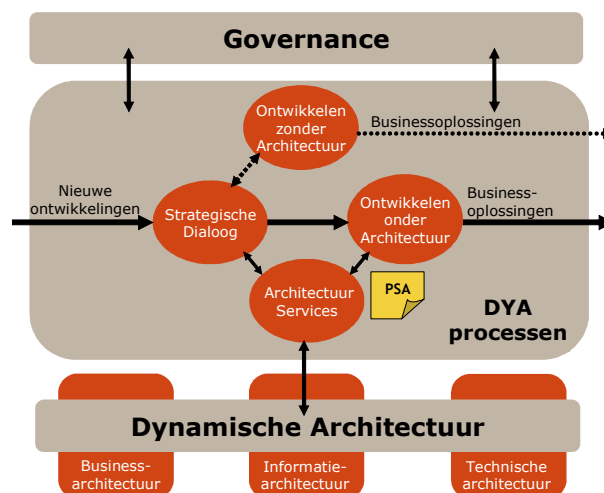 Governance
Ontwikkelen
zonder
Architectuur
Businessoplossingen
Nieuwe
ontwikkelingen
Strategische
Dialoog
Ontwikkelen
onder
Architectuur
Business-
oplossingen
Architectuur
Services
PSA
DYA
processen
Dynamische Architectuur
Business-
architectuur
Informatie-
architectuur
Technische
architectuur